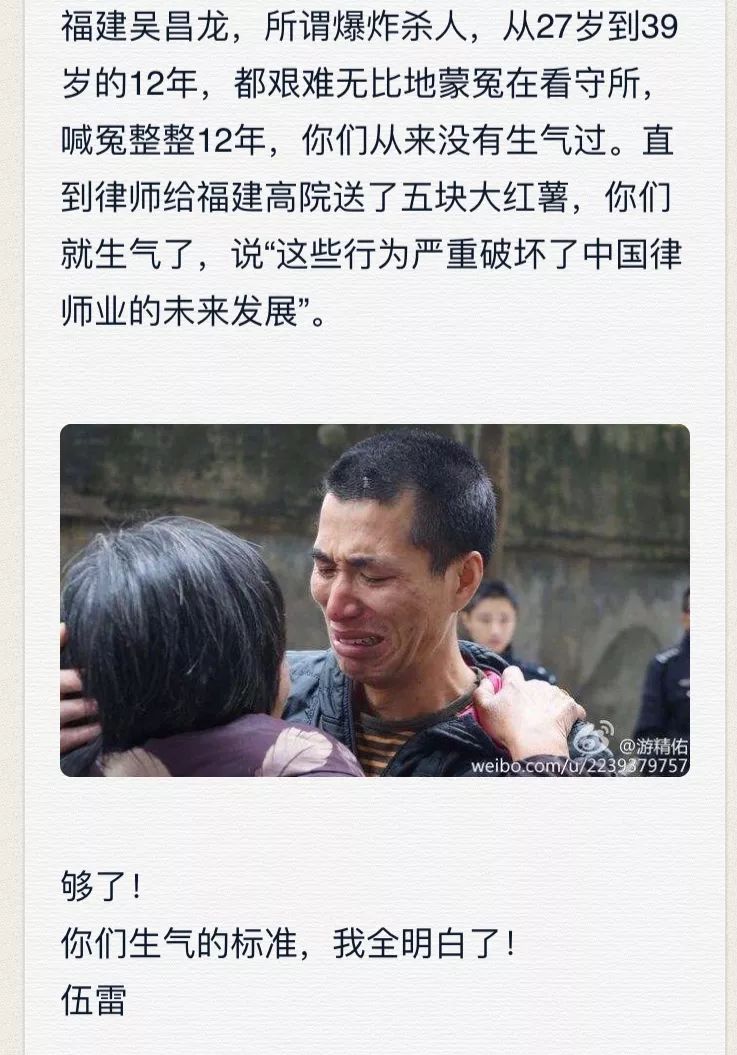 福建吴昌龙，所谓爆炸杀人，从27岁到39
岁的12年，都艰难无比地蒙冤在看守所，
喊冤整整12年，你们从来没有生气过。直
到律师给福建高院送了五块大红薯，你们
就生气了，说“这些行为严重破坏了中国律
师业的未来发展”。
@游精佑
weibo.com/u/2239379757
够了！
你们生气的标准，我全明白了！
伍雷